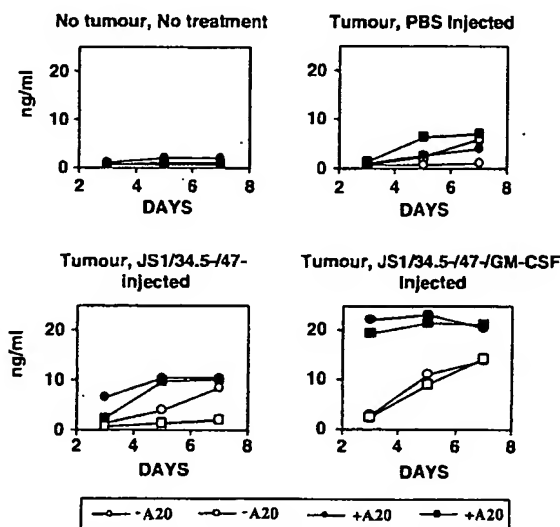 No tumour, No treatment
Tumour, PBS Injected
ng/ml
20
10
0
2 4 6 8
DAYS
20
10
0
2 4 6 8
DAYS
Tumour, JS1/34.5-/47-
injected
Tumour, JS1/34.5-/47-/GM-CSF
Injected
ng/ml
20
10
0
2 4 6 8
DAYS
20
10
0
2 4 6 8
DAYS
-A20 -A20 +A20 +A20